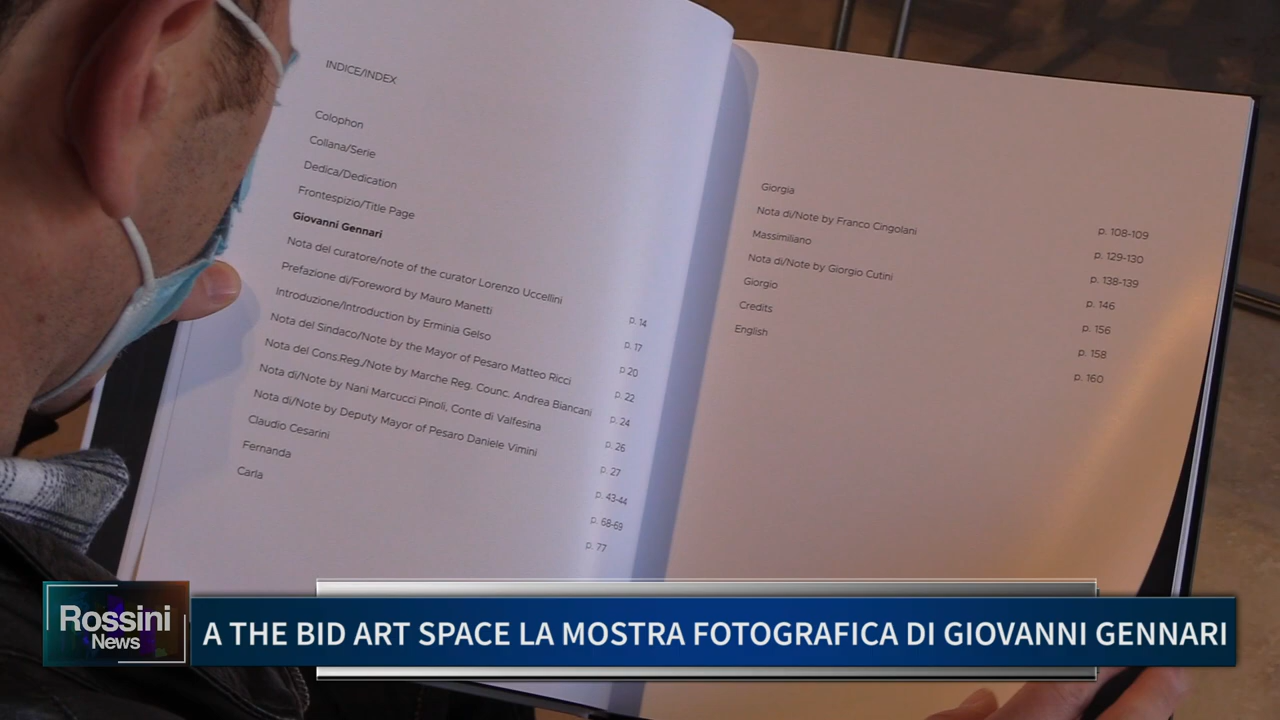 INDICE/INDEX
Colophon
Collana/Serie
Dedica/Dedication
Frontespizio/Title Page
Giovanni Gennari
Nota del curatore/note of the curator Lorenzo Uccellini
Prefazione di/Foreword by Mauro Manetti
Introduzione/Introduction by Erminia Gelso
Nota del Sindaco/Note by the Mayor of Pesaro Matteo Ricci
Nota del Cons.Reg./Note by Marche Reg. Counc. Andrea Biancani
Nota di/Note by Nani Marcucci Pinoli, Conte di Valfesina
Nota di/Note by Deputy Mayor of Pesaro Daniele Vimini
Claudio Cesarini
Fernanda
Carla
p. 14
p. 17
p.20
p. 22
p. 24
p. 26
p. 27
p. 43-44
p. 68-69
p. 77
Giorgia
Nota di/Note by Franco Cingolani
Massimiliano
Nota di/Note by Giorgio Cutini
Giorgio
Credits
English
p. 108-109
p. 129-130
p. 138-139
p. 146
p. 156
p. 158
p. 160
Rossini
News
A THE BID ART SPACE LA MOSTRA FOTOGRAFICA DI GIOVANNI GENNARI